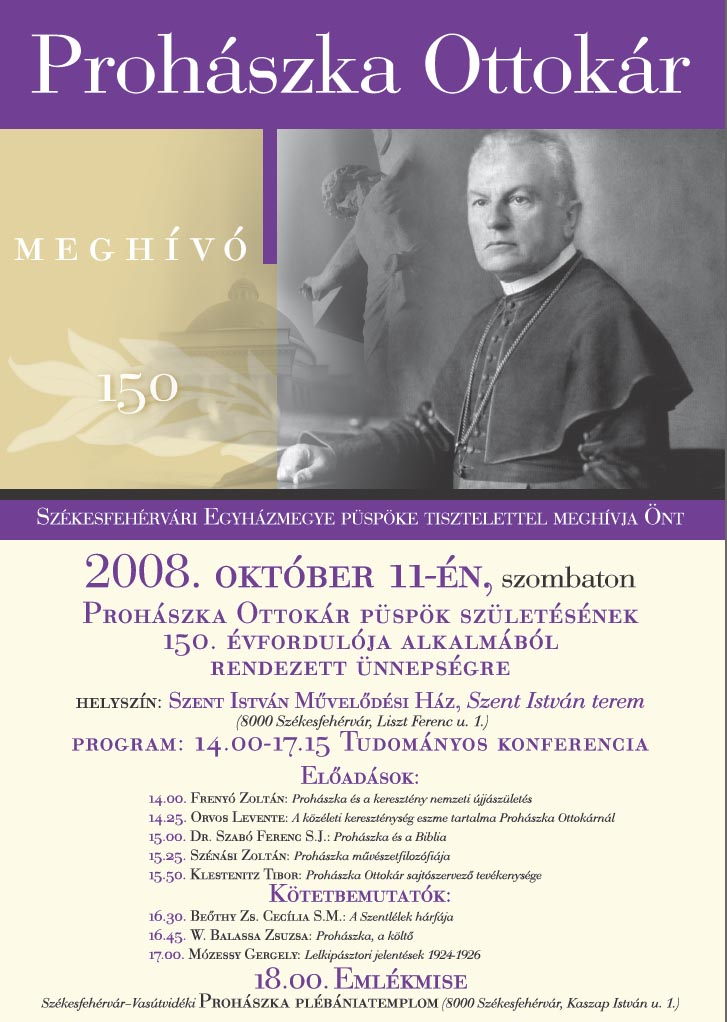 Prohászka Ottokár
MEGHÍVÓ
150
Székesfehérvári Egyházmegye püspöke tisztelettel meghívja Önt
2008. október 11-én, szombaton
Prohászka Ottokár püspök születésének
150. évfordulója alkalmából
rendezett ünnepségre
helyszín: Szent István Művelődési Ház, Szent István terem
(8000 Székesfehérvár, Liszt Ferenc u. 1.)
program: 14.00-17.15 Tudományos konferencia
Előadások:
14.00. Frenyó Zoltán: Prohászka és a keresztény nemzeti újjászületés
14.25. Orvos Levente: A közéleti kereszténység eszme tartalma Prohászka Ottokárnál
15.00. Dr. Szabó Ferenc S.J.: Prohászka és a Biblia
15.25. Szénási Zoltán: Prohászka művészetfilozófiája
15.50. Klestenitz Tibor: Prohászka Ottokár sajtószervező tevékenysége
Kötetbemutatók:
16.30. Beőthy Zs. Cecília S.M.: A Szentlélek hárfája
16.45. W. Balassa Zsuzsa: Prohászka, a költő
17.00. Mózessy Gergely: Lelkipásztori jelentések 1924-1926
18.00. Emlékmise
Székesfehérvár–Vasútvidéki Prohászka plébániatemplom (8000 Székesfehérvár, Kaszap István u. 1.)